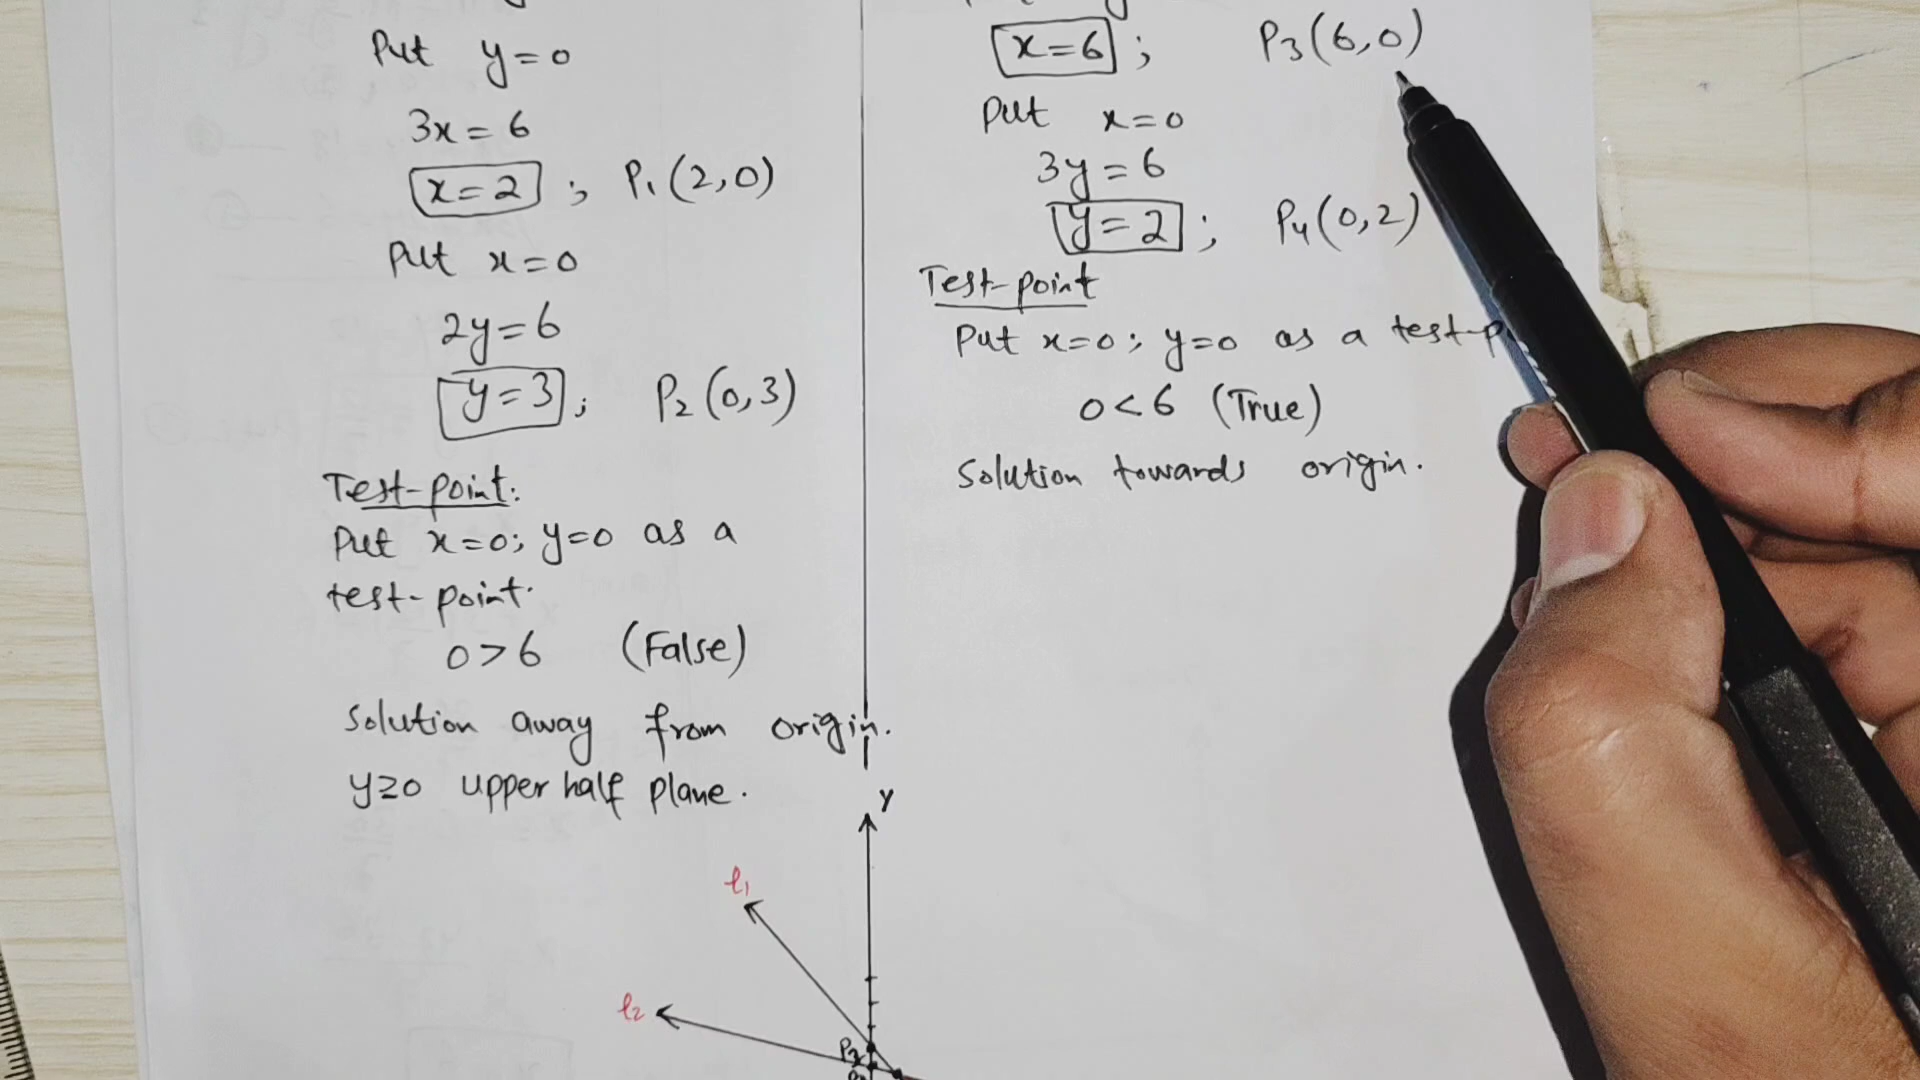 Put y=0
3x = 6
x=2 ; P₁(2,0)
Put x=0
2y=6
y=3 ; P₂(0,3)
Test-point:
Put x=0; y=0 as a
test-point.
0>6 (False)
Solution away from origin.
y≥0 upper half plane.
x=6 ; P₃(6,0)
Put x=0
3y=6
y=2 ; P₄(0,2)
Test-point
Put x=0; y=0 as a test-p
0<6 (True)
Solution towards origin.
Y
l₁
l₂
P₂